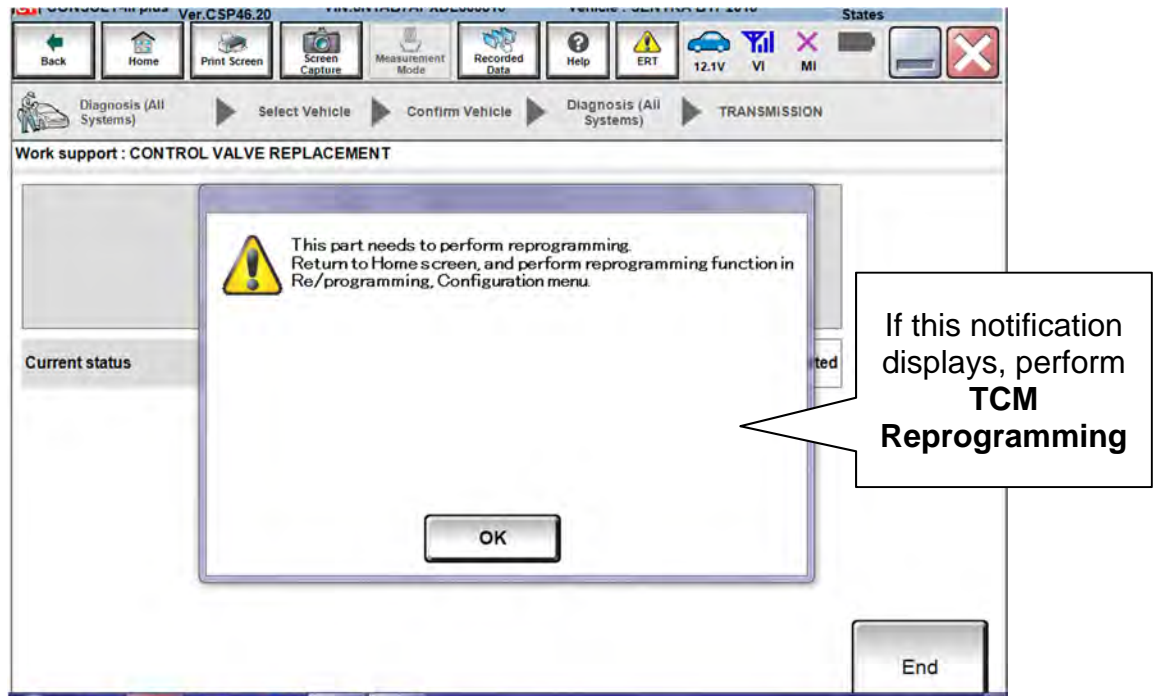 Ver.CSP46.20
States
Back
Home
Print Screen
Screen
Capture
Measurement
Mode
Recorded
Data
Help
ERT
12.1V
VI
MI
Diagnosis (All
Systems)
Select Vehicle
Confirm Vehicle
Diagnosis (All
Systems)
TRANSMISSION
Work support : CONTROL VALVE REPLACEMENT
This part needs to perform reprogramming.
Return to Home screen, and perform reprogramming function in
Re/programming, Configuration menu.
Current status
If this notification
displays, perform
TCM
Reprogramming
OK
End